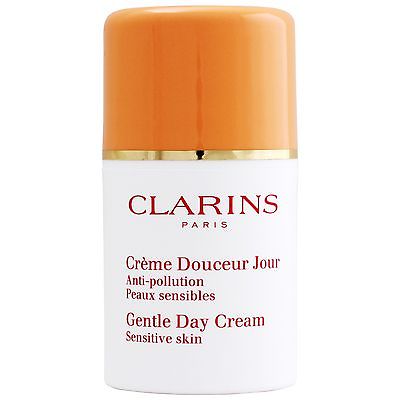 CLARINS
PARIS
Crème Douceur Jour
Anti-pollution
Peaux sensibles
Gentle Day Cream
Sensitive skin